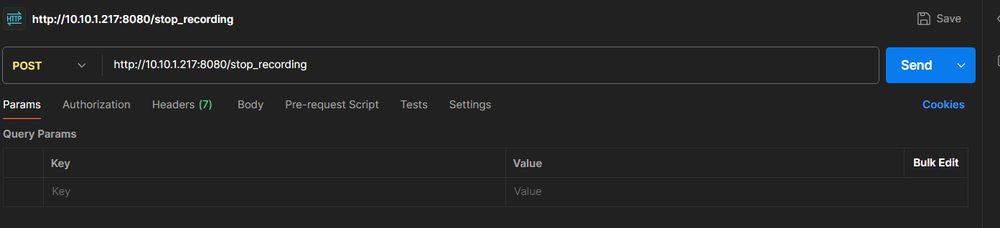 HTTP http://10.10.1.217:8080/stop_recording Save
POST http://10.10.1.217:8080/stop_recording Send
Params Authorization Headers (7) Body Pre-request Script Tests Settings Cookies
Query Params
Key Value Bulk Edit
Key Value